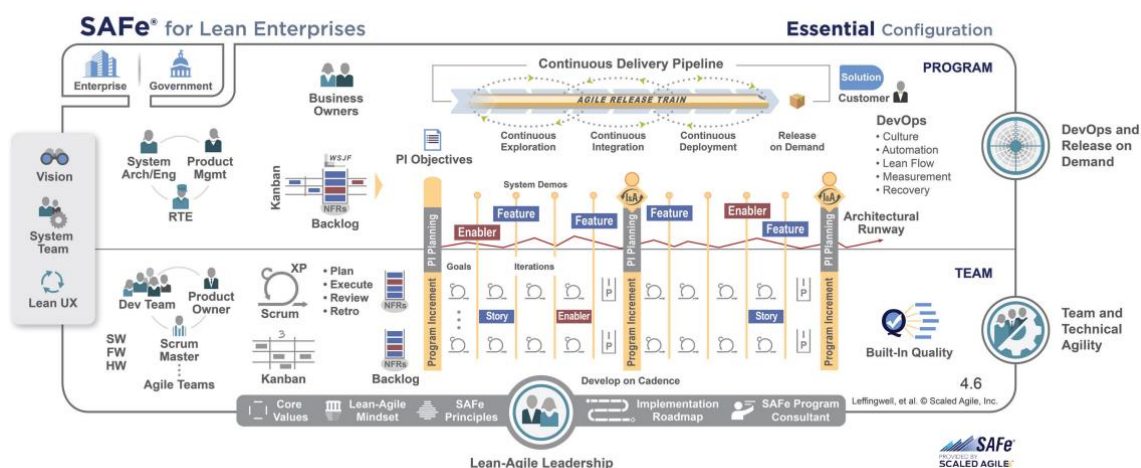 SAFe® for Lean Enterprises
Essential Configuration
Enterprise
Government
Business
Owners
Continuous Delivery Pipeline
PROGRAM
AGILE RELEASE TRAIN
Solution
Customer
Continuous
Exploration
Continuous
Integration
Continuous
Deployment
Release
on Demand
DevOps
• Culture
• Automation
• Lean Flow
• Measurement
• Recovery
DevOps and
Release on
Demand
Vision
System
Team
Lean UX
System
Arch/Eng
Product
Mgmt
RTE
Kanban
WSJF
NFRs
Backlog
PI Objectives
System Demos
Enabler
Feature
Feature
I&A
Feature
Enabler
Feature
I&A
Architectural
Runway
PI Planning
PI Planning
PI Planning
TEAM
Dev Team
Product
Owner
Scrum
Master
SW
FW
HW
Agile Teams
XP
Scrum
• Plan
• Execute
• Review
• Retro
3
Kanban
NFRs
NFRs
Backlog
Goals
Iterations
Program Increment
Program Increment
Program Increment
Story
Enabler
Story
I P
I P
I P
I P
Develop on Cadence
Built-In Quality
Team and
Technical
Agility
4.6
Leffingwell, et al. © Scaled Agile, Inc.
Core
Values
Lean-Agile
Mindset
SAFe
Principles
Implementation
Roadmap
SAFe Program
Consultant
Lean-Agile Leadership
SAFe®
PROVIDED BY
SCALED AGILE